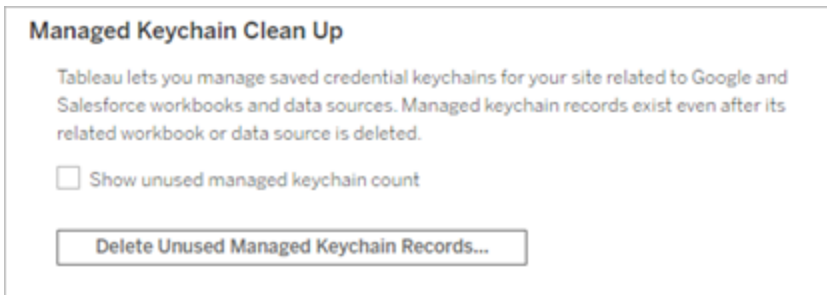 Managed Keychain Clean Up
Tableau lets you manage saved credential keychains for your site related to Google and
Salesforce workbooks and data sources. Managed keychain records exist even after its
related workbook or data source is deleted.
Show unused managed keychain count
Delete Unused Managed Keychain Records...